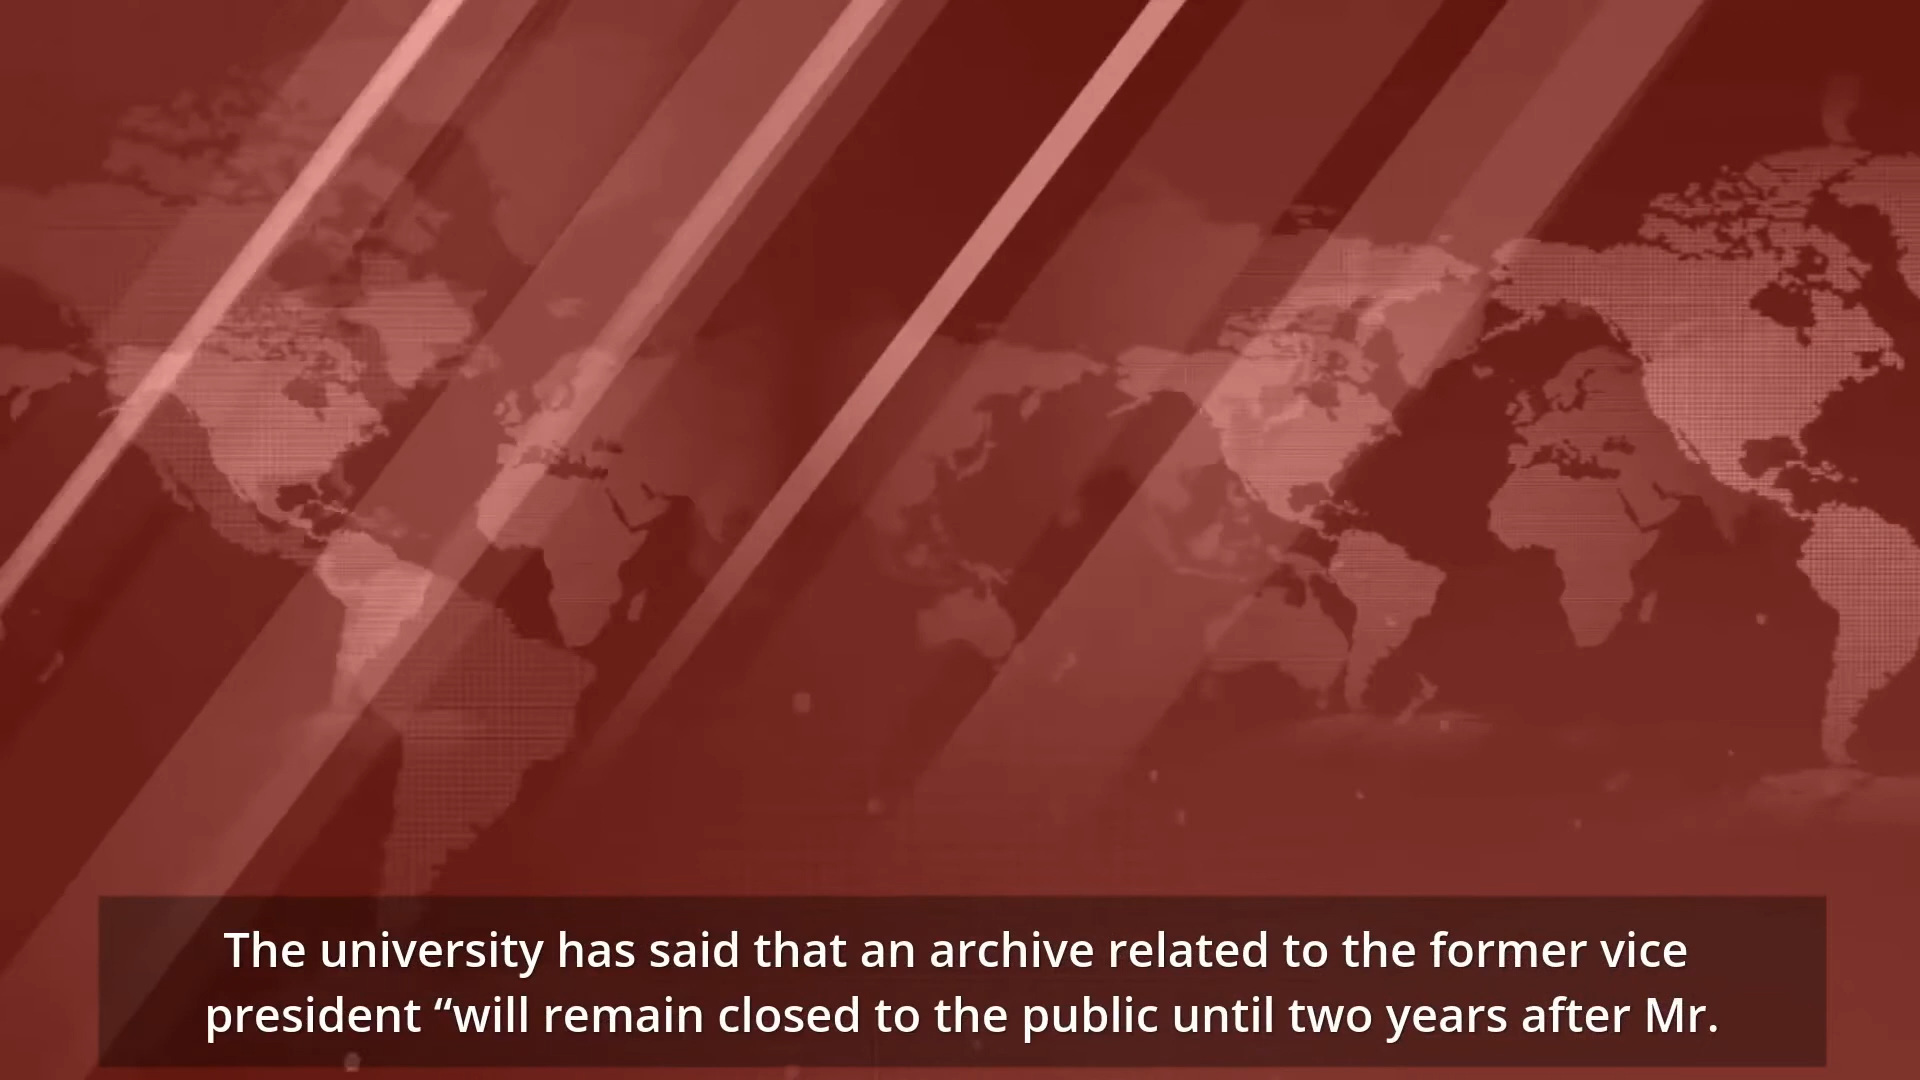 The university has said that an archive related to the former vice
president “will remain closed to the public until two years after Mr.